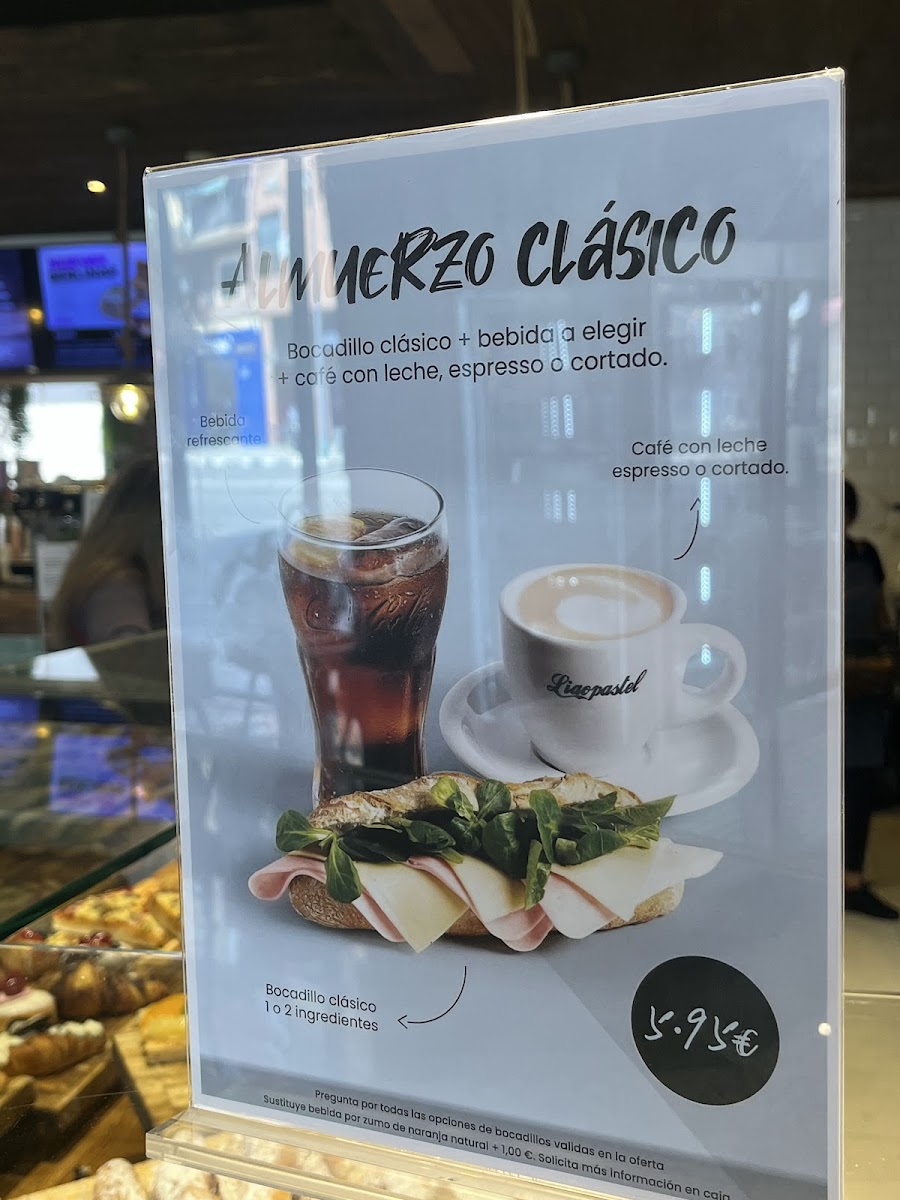 ALMUERZO CLÁSICO
Bocadillo clásico + bebida a elegir
+ café con leche, espresso o cortado.
Bebida
refrescante
Café con leche
espresso o cortado.
Liaopastel
Bocadillo clásico
1 o 2 ingredientes
5.95€
Pregunta por todas las opciones de bocadillos validas en la oferta
Sustituye bebida por zumo de naranja natural + 1,00 €. Solicita más información en caja